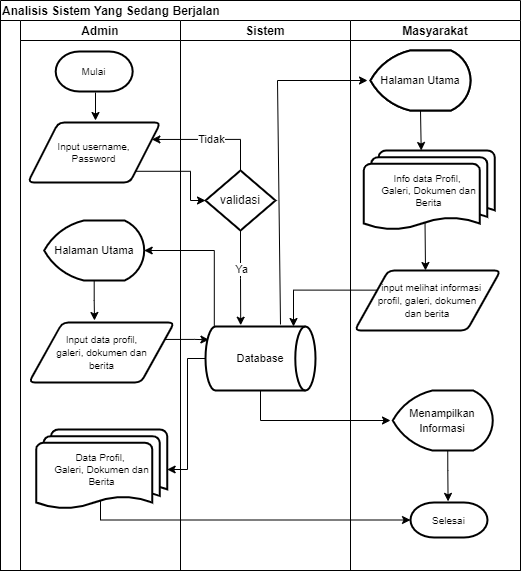 Analisis Sistem Yang Sedang Berjalan
Admin
Sistem
Masyarakat
Mulai
Input username,
Password
Tidak
validasi
Ya
Halaman Utama
Input data profil,
galeri, dokumen dan
berita
Data Profil,
Galeri, Dokumen dan
Berita
Database
Halaman Utama
Info data Profil,
Galeri, Dokumen dan
Berita
input melihat informasi
profil, galeri, dokumen
dan berita
Menampilkan
Informasi
Selesai